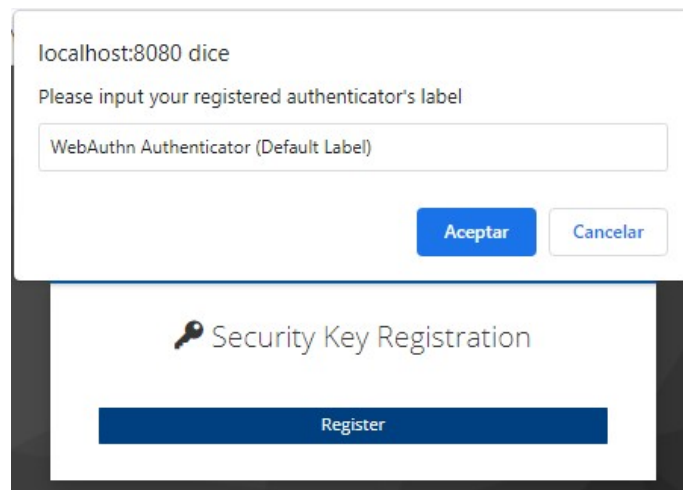 localhost:8080 dice
Please input your registered authenticator's label
WebAuthn Authenticator (Default Label)
Aceptar Cancelar
Security Key Registration
Register